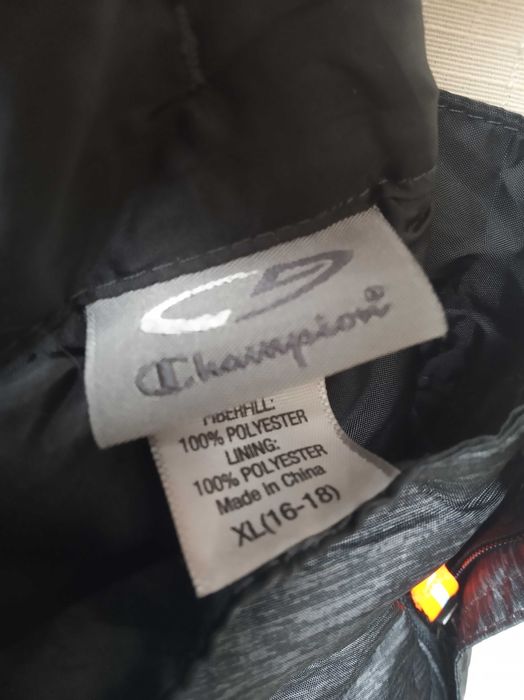 Champion®
FIBERFILL:
100% POLYESTER
LINING:
100% POLYESTER
Made In China
XL(16-18)